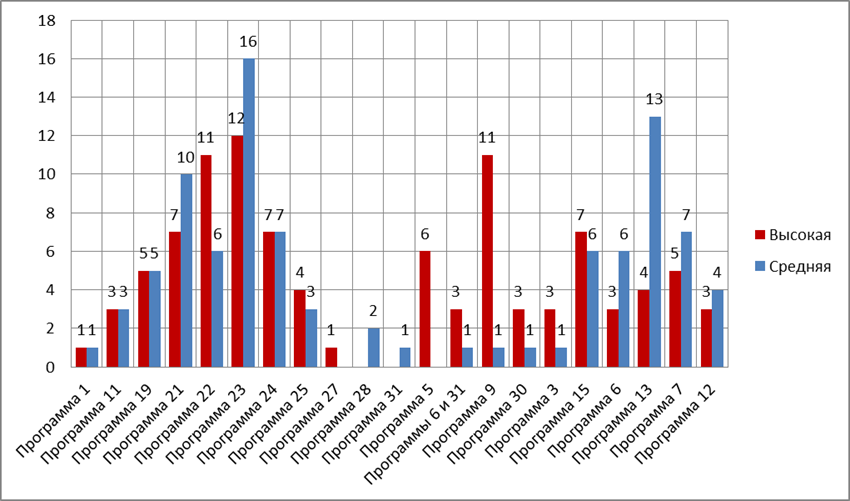 18
16
14
12
10
8
6
4
2
0
1 1 3 3 5 5 7 10 11 6 12 16 7 7 4 3 1 2 1 6 3 1 11 1 3 1 3 1 7 6 3 6 4 13 5 7 3 4
Программа 1
Программа 11
Программа 19
Программа 21
Программа 22
Программа 23
Программа 24
Программа 25
Программа 27
Программа 28
Программа 31
Программа 5
Программы 6 и 31
Программа 9
Программа 30
Программа 3
Программа 15
Программа 6
Программа 13
Программа 7
Программа 12
Высокая
Средняя